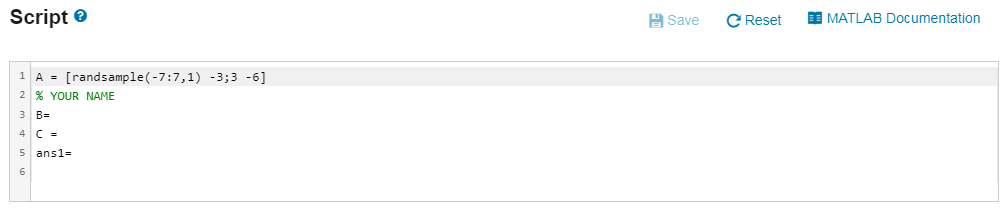 Script ?
Save Reset MATLAB Documentation
1 A = [randsample(-7:7,1) -3;3 -6]
2 % YOUR NAME
3 B=
4 C =
5 ans1=
6